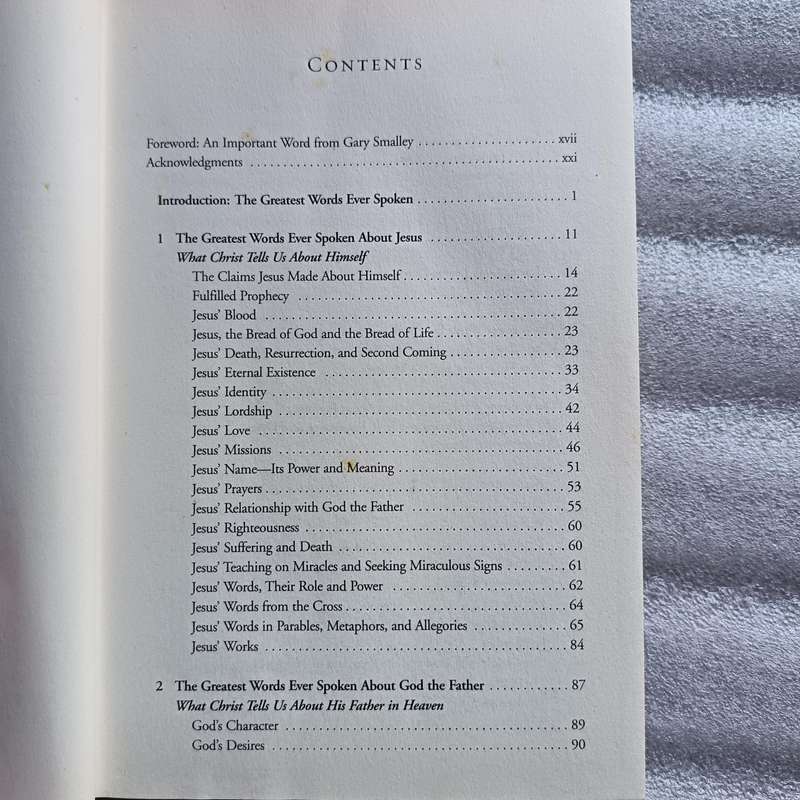 CONTENTS
Foreword: An Important Word from Gary Smalley . . . . . . . . . . . . . . . . . . . . . xvii
Acknowledgments . . . . . . . . . . . . . . . . . . . . . . . . . . . . . . . . . . . . . . . . . . . . . . xxi
Introduction: The Greatest Words Ever Spoken . . . . . . . . . . . . . . . . . . . . . . . 1
1 The Greatest Words Ever Spoken About Jesus . . . . . . . . . . . . . . . . . . . . 11
What Christ Tells Us About Himself
The Claims Jesus Made About Himself . . . . . . . . . . . . . . . . . . . . . . . . 14
Fulfilled Prophecy . . . . . . . . . . . . . . . . . . . . . . . . . . . . . . . . . . . . . . . . 22
Jesus' Blood . . . . . . . . . . . . . . . . . . . . . . . . . . . . . . . . . . . . . . . . . . . . . 22
Jesus, the Bread of God and the Bread of Life . . . . . . . . . . . . . . . . . . . 23
Jesus' Death, Resurrection, and Second Coming . . . . . . . . . . . . . . . . . 23
Jesus' Eternal Existence . . . . . . . . . . . . . . . . . . . . . . . . . . . . . . . . . . . . 33
Jesus' Identity . . . . . . . . . . . . . . . . . . . . . . . . . . . . . . . . . . . . . . . . . . . . 34
Jesus' Lordship . . . . . . . . . . . . . . . . . . . . . . . . . . . . . . . . . . . . . . . . . . . 42
Jesus' Love . . . . . . . . . . . . . . . . . . . . . . . . . . . . . . . . . . . . . . . . . . . . . . 44
Jesus' Missions . . . . . . . . . . . . . . . . . . . . . . . . . . . . . . . . . . . . . . . . . . . 46
Jesus' Name—Its Power and Meaning . . . . . . . . . . . . . . . . . . . . . . . . . 51
Jesus' Prayers . . . . . . . . . . . . . . . . . . . . . . . . . . . . . . . . . . . . . . . . . . . . 53
Jesus' Relationship with God the Father . . . . . . . . . . . . . . . . . . . . . . . 55
Jesus' Righteousness . . . . . . . . . . . . . . . . . . . . . . . . . . . . . . . . . . . . . . . 60
Jesus' Suffering and Death . . . . . . . . . . . . . . . . . . . . . . . . . . . . . . . . . . 60
Jesus' Teaching on Miracles and Seeking Miraculous Signs . . . . . . . . . 61
Jesus' Words, Their Role and Power . . . . . . . . . . . . . . . . . . . . . . . . . . 62
Jesus' Words from the Cross . . . . . . . . . . . . . . . . . . . . . . . . . . . . . . . . . 64
Jesus' Words in Parables, Metaphors, and Allegories . . . . . . . . . . . . . . 65
Jesus' Works . . . . . . . . . . . . . . . . . . . . . . . . . . . . . . . . . . . . . . . . . . . . . 84
2 The Greatest Words Ever Spoken About God the Father . . . . . . . . . . . . 87
What Christ Tells Us About His Father in Heaven
God's Character . . . . . . . . . . . . . . . . . . . . . . . . . . . . . . . . . . . . . . . . . . 89
God's Desires . . . . . . . . . . . . . . . . . . . . . . . . . . . . . . . . . . . . . . . . . . . . 90